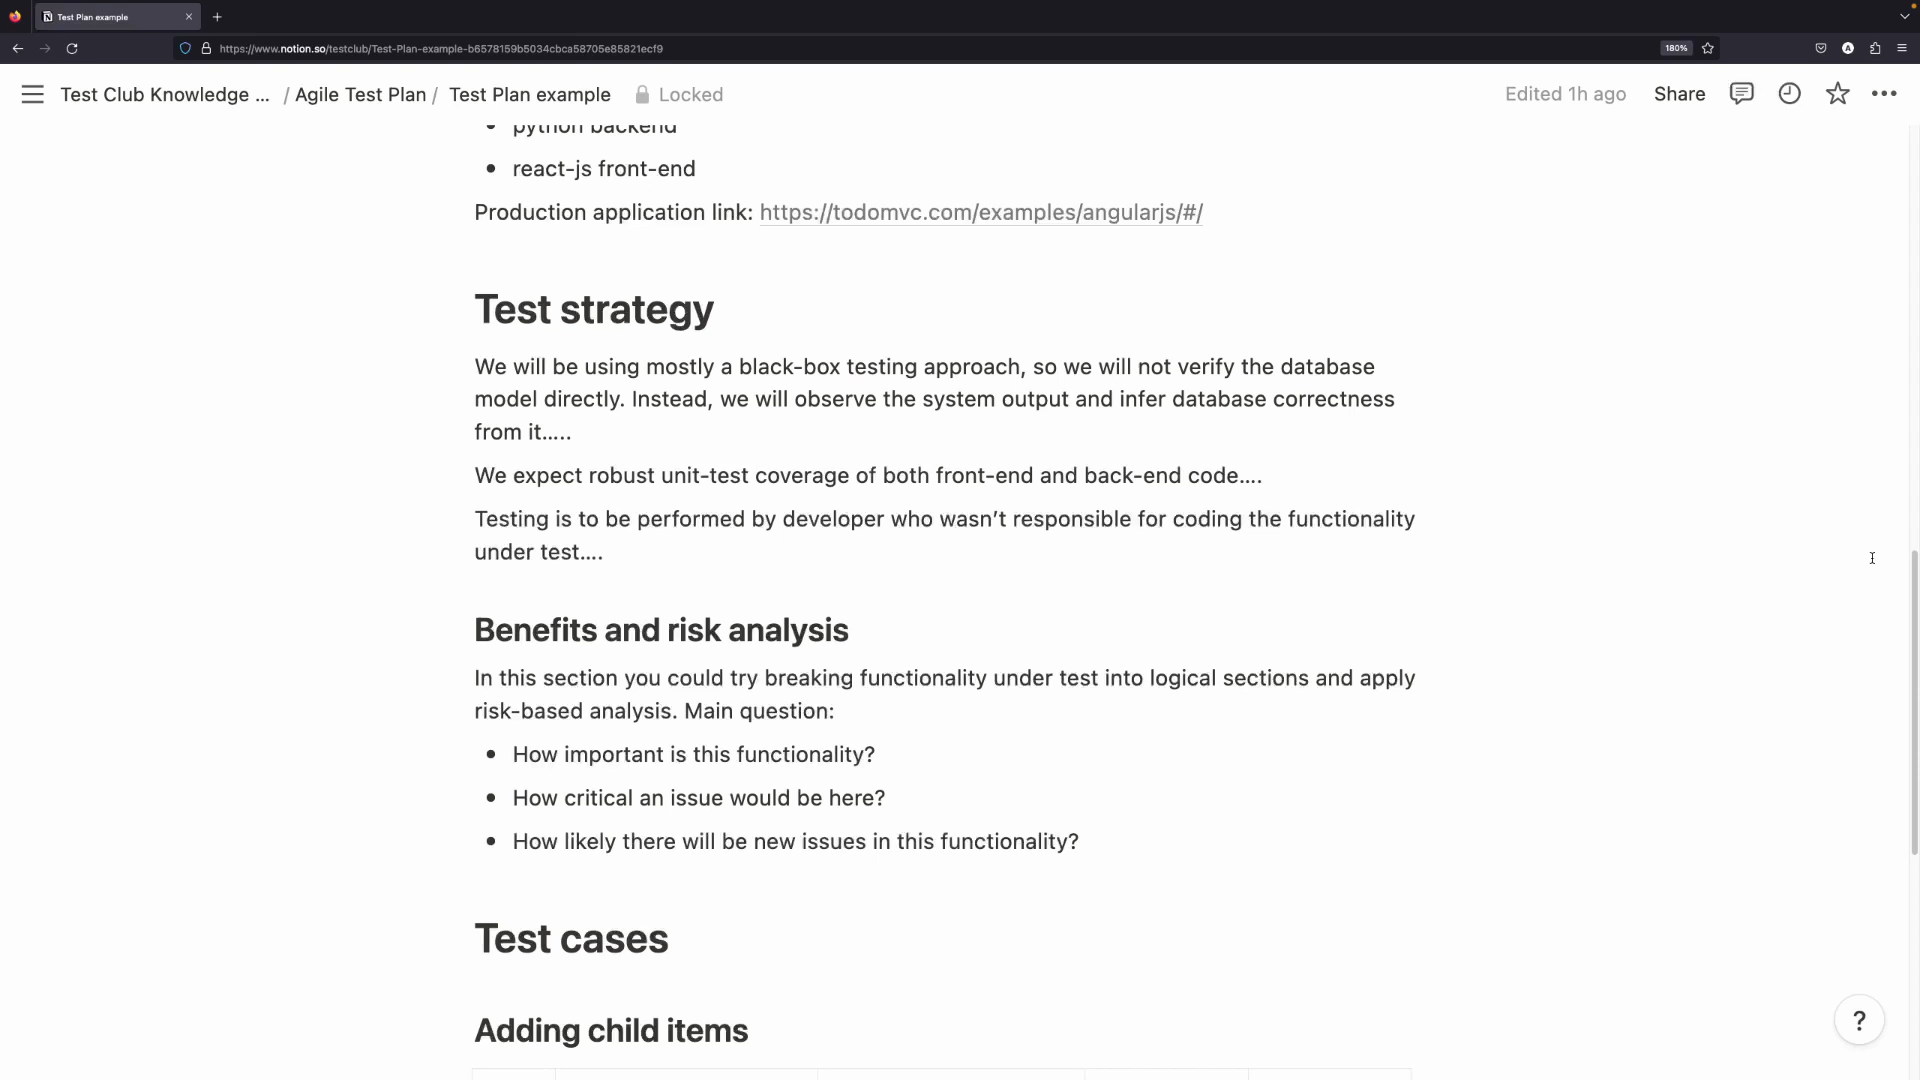 Test Plan example
https://www.notion.so/testclub/Test-Plan-example-b6578159b5034cbca58705e85821ecf9
180%
Test Club Knowledge ... / Agile Test Plan / Test Plan example Locked
Edited 1h ago Share
python backend
react-js front-end
Production application link: https://todomvc.com/examples/angularjs/#/
Test strategy
We will be using mostly a black-box testing approach, so we will not verify the database
model directly. Instead, we will observe the system output and infer database correctness
from it…..
We expect robust unit-test coverage of both front-end and back-end code….
Testing is to be performed by developer who wasn’t responsible for coding the functionality
under test….
Benefits and risk analysis
In this section you could try breaking functionality under test into logical sections and apply
risk-based analysis. Main question:
How important is this functionality?
How critical an issue would be here?
How likely there will be new issues in this functionality?
Test cases
Adding child items
?